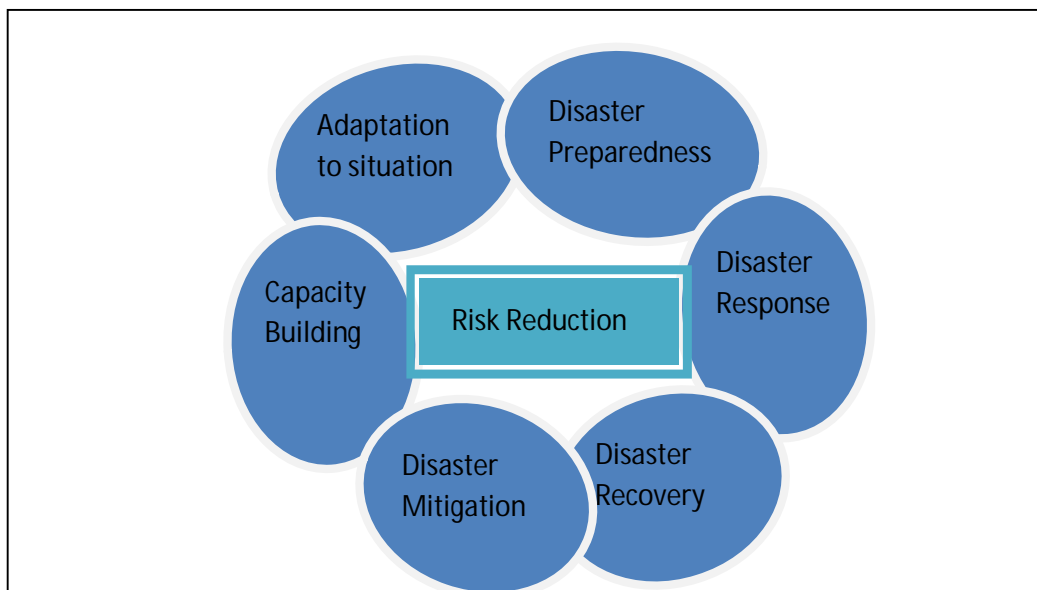 Adaptation
to situation
Disaster
Preparedness
Disaster
Response
Capacity
Building
Risk Reduction
Disaster
Mitigation
Disaster
Recovery